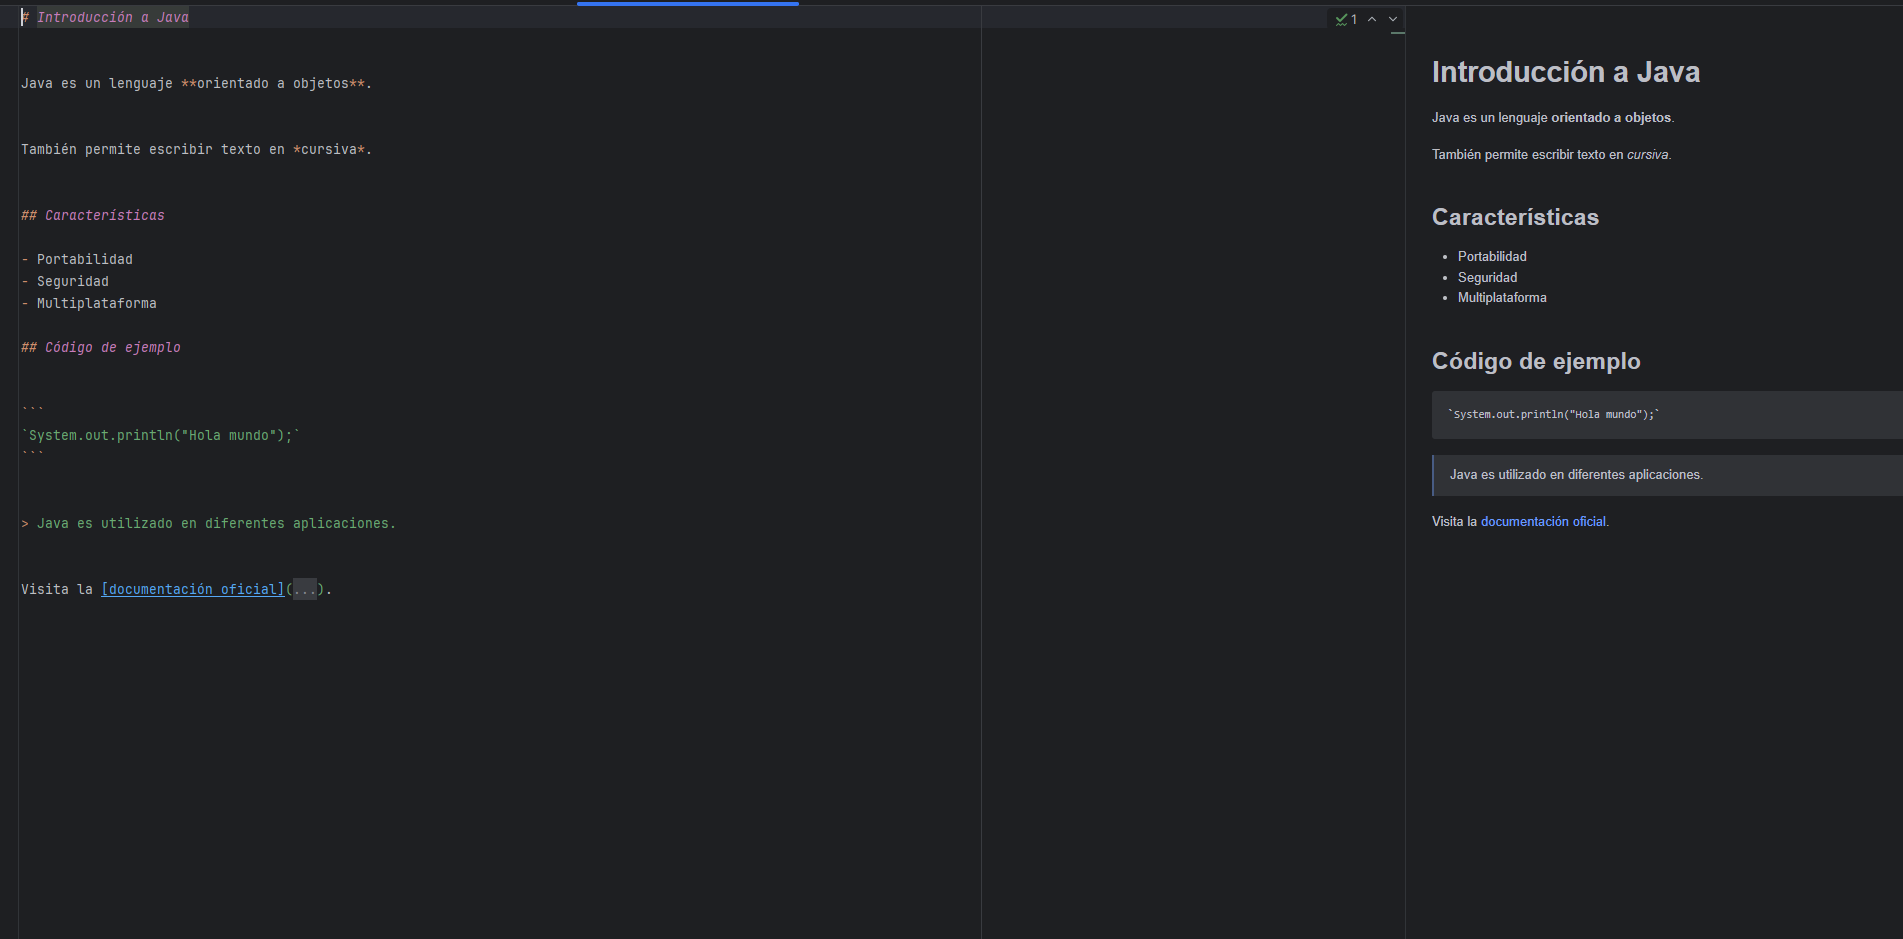 # Introducción a Java
1
Java es un lenguaje **orientado a objetos**.
También permite escribir texto en *cursiva*.
## Características
- Portabilidad
- Seguridad
- Multiplataforma
## Código de ejemplo
```
`System.out.println("Hola mundo");`
```
> Java es utilizado en diferentes aplicaciones.
Visita la [documentación oficial](...).
Introducción a Java
Java es un lenguaje orientado a objetos.
También permite escribir texto en cursiva.
Características
• Portabilidad
• Seguridad
• Multiplataforma
Código de ejemplo
`System.out.println("Hola mundo");`
Java es utilizado en diferentes aplicaciones.
Visita la documentación oficial.